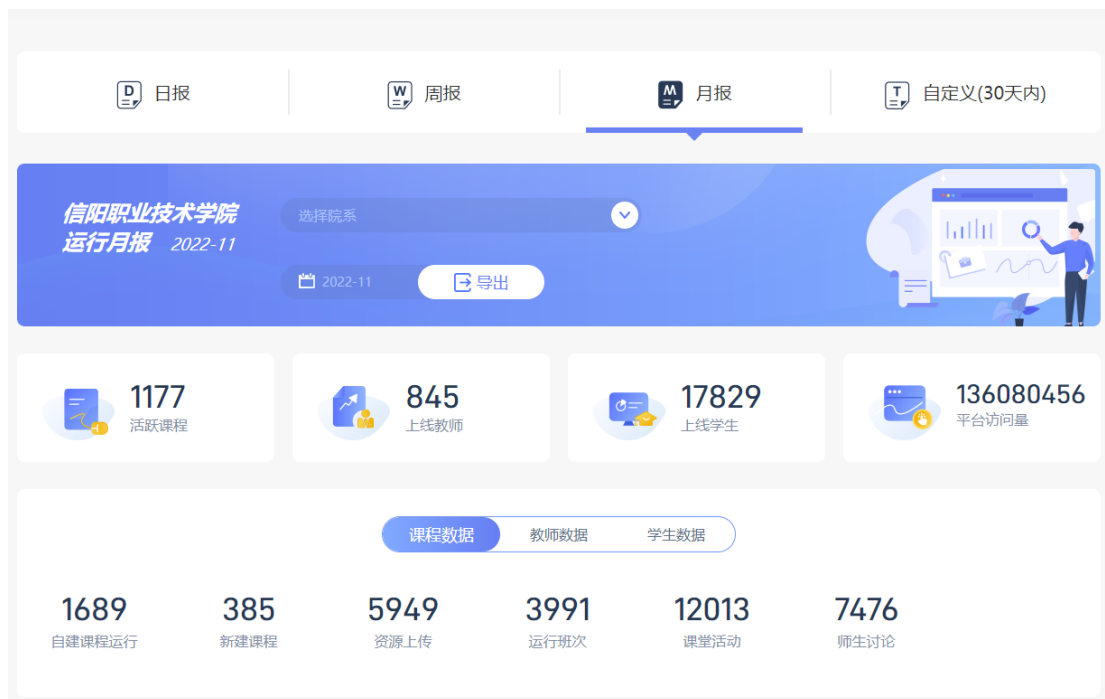 D 日报
W 周报
M 月报
T 自定义(30天内)
信阳职业技术学院
选择院系
运行月报 2022-11
2022-11
导出
1177
活跃课程
845
上线教师
17829
上线学生
136080456
平台访问量
课程数据
教师数据
学生数据
1689
自建课程运行
385
新建课程
5949
资源上传
3991
运行班次
12013
课堂活动
7476
师生讨论